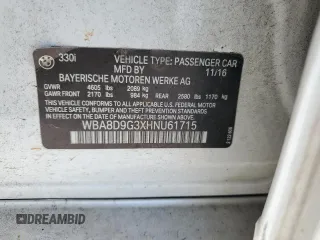 330i
VEHICLE TYPE: PASSENGER CAR
MFD. BY
11/16
BAYERISCHE MOTOREN WERKE AG
GVWR 4605 lbs 2089 kg
GAWR FRONT 2170 lbs 984 kg REAR 2580 lbs 1170 kg
THIS VEHICLE CONFORMS TO ALL APPLICABLE FEDERAL MOTOR VEHICLE
SAFETY, BUMPER AND THEFT PREVENTION STANDARDS
IN EFFECT ON THE DATE OF MANUFACTURE SHOWN ABOVE.
WBA8D9G3XHNU61715
DREAMBID.COM